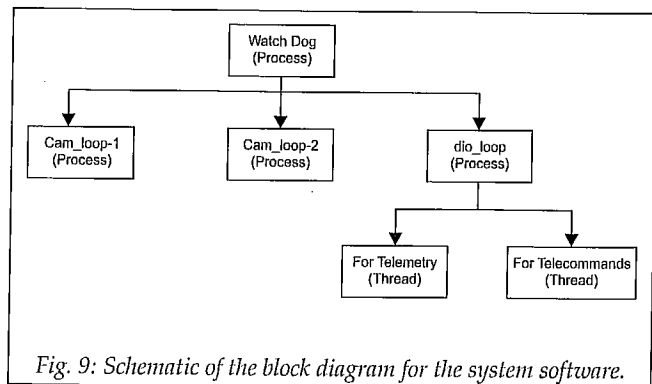 Watch Dog
(Process)
Cam_loop-1
(Process)
Cam_loop-2
(Process)
dio_loop
(Process)
For Telemetry
(Thread)
For Telecommands
(Thread)
Fig. 9: Schematic of the block diagram for the system software.